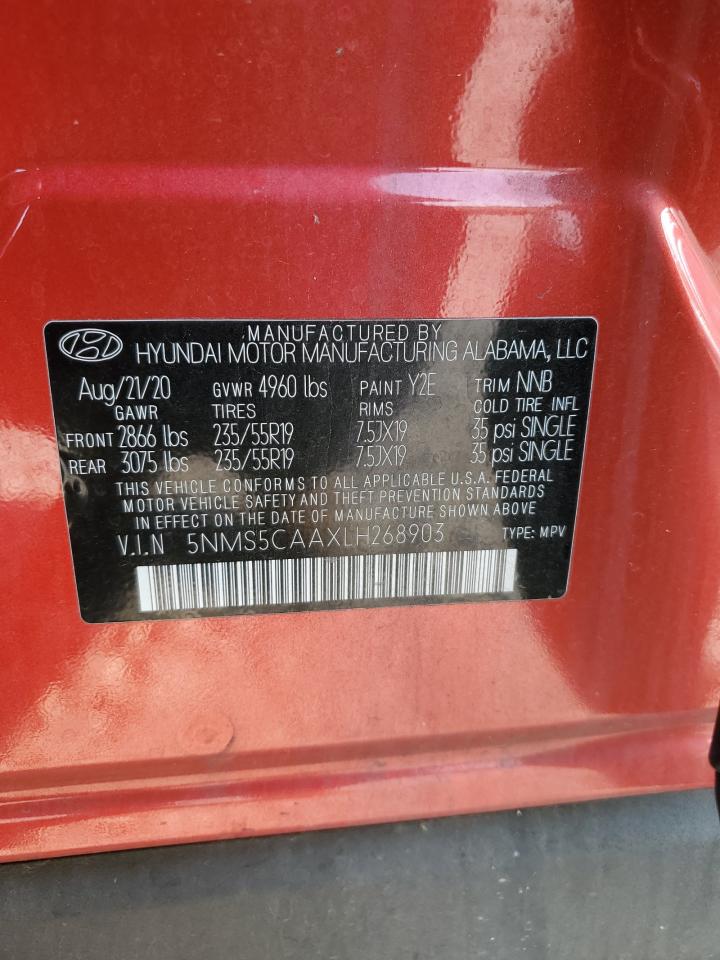 MANUFACTURED BY
HYUNDAI MOTOR MANUFACTURING ALABAMA, LLC
Aug/21/20 GVWR 4960 lbs PAINT Y2E TRIM NNB
GAWR TIRES RIMS COLD TIRE INFL
FRONT 2866 lbs 235/55R19 7.5JX19 35 psi SINGLE
REAR 3075 lbs 235/55R19 7.5JX19 35 psi SINGLE
THIS VEHICLE CONFORMS TO ALL APPLICABLE U.S.A. FEDERAL
MOTOR VEHICLE SAFETY AND THEFT PREVENTION STANDARDS
IN EFFECT ON THE DATE OF MANUFACTURE SHOWN ABOVE
V.I.N 5NMS5CAAXLH268903 TYPE: MPV